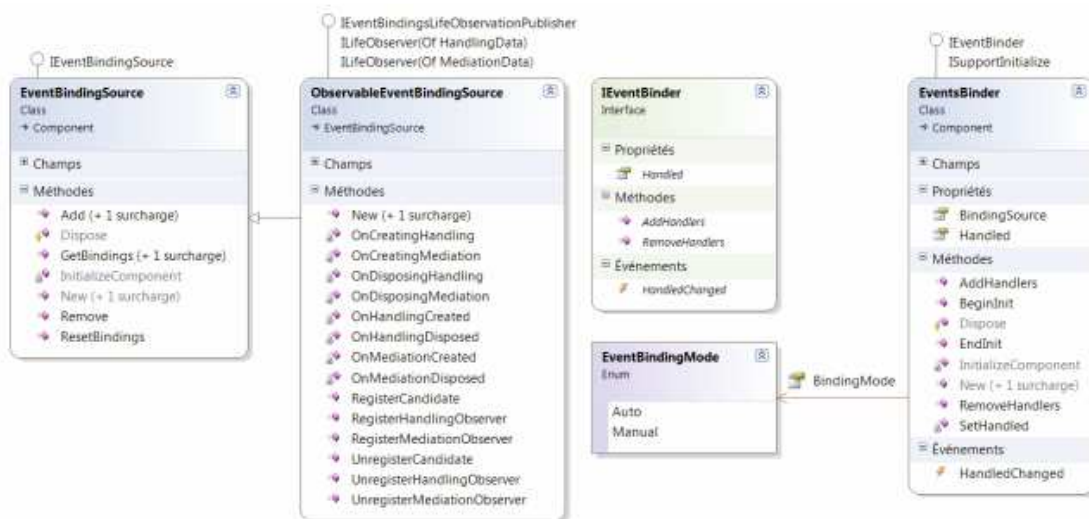 IEventBindingSource
EventBindingSource
Class
Component
Champs
Méthodes
Add (+ 1 surcharge)
Dispose
GetBindings (+ 1 surcharge)
InitializeComponent
New (+ 1 surcharge)
Remove
ResetBindings
IEventBindingsLifeObservationPublisher
ILifeObserver(Of HandlingData)
ILifeObserver(Of MediationData)
ObservableEventBindingSource
Class
EventBindingSource
Champs
Méthodes
New (+ 1 surcharge)
OnCreatingHandling
OnCreatingMediation
OnDisposingHandling
OnDisposingMediation
OnHandlingCreated
OnHandlingDisposed
OnMediationCreated
OnMediationDisposed
RegisterCandidate
RegisterHandlingObserver
RegisterMediationObserver
UnregisterCandidate
UnregisterHandlingObserver
UnregisterMediationObserver
IEventBinder
Interface
Propriétés
Handled
Méthodes
AddHandlers
RemoveHandlers
Événements
HandledChanged
EventBindingMode
Enum
Auto
Manual
BindingMode
IEventBinder
ISupportInitialize
EventsBinder
Class
Component
Champs
Propriétés
BindingSource
Handled
Méthodes
AddHandlers
BeginInit
Dispose
EndInit
InitializeComponent
New (+ 1 surcharge)
RemoveHandlers
SetHandled
Événements
HandledChanged